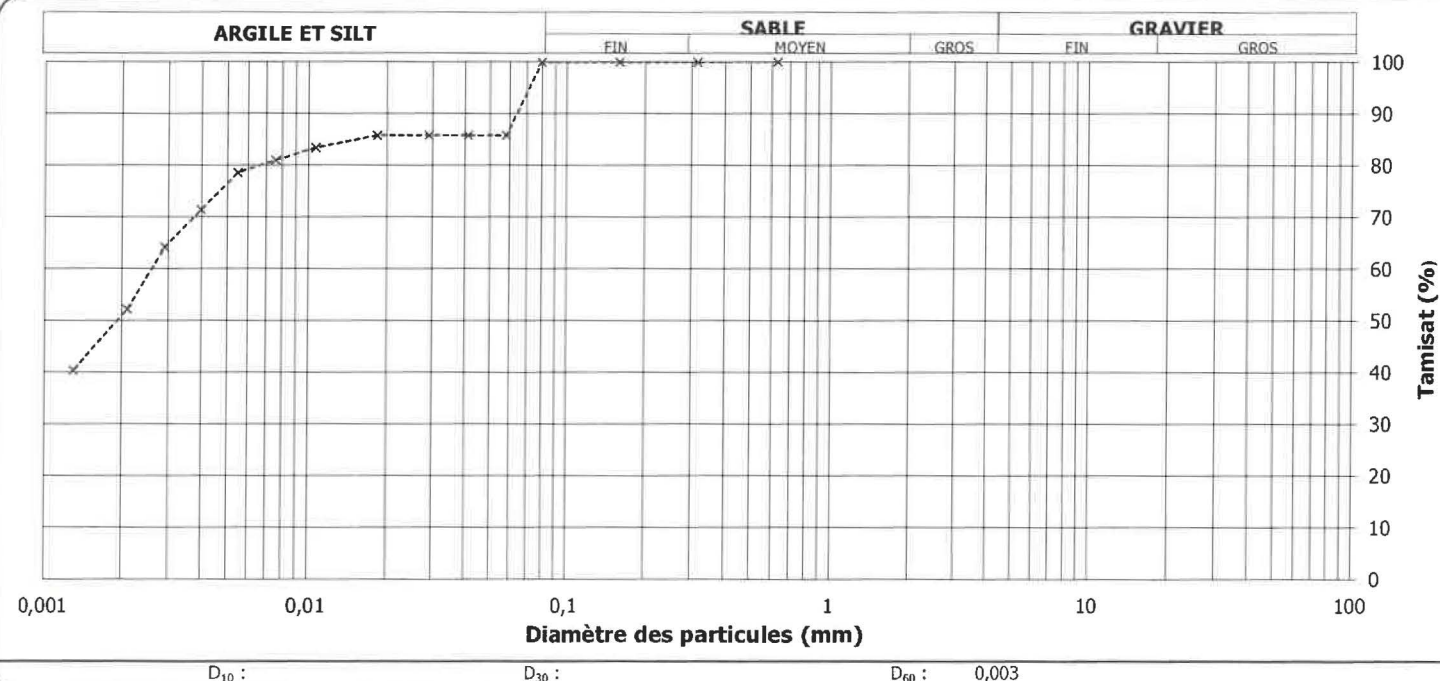 ARGILE ET SILT SABLE GRAVIER
FIN MOYEN GROS FIN GROS
100
90
80
70
60
50
40
30
20
10
0
Tamisat (%)
0,001 0,01 0,1 1 10 100
Diamètre des particules (mm)
D₁₀ : D₃₀ : D₆₀ : 0,003